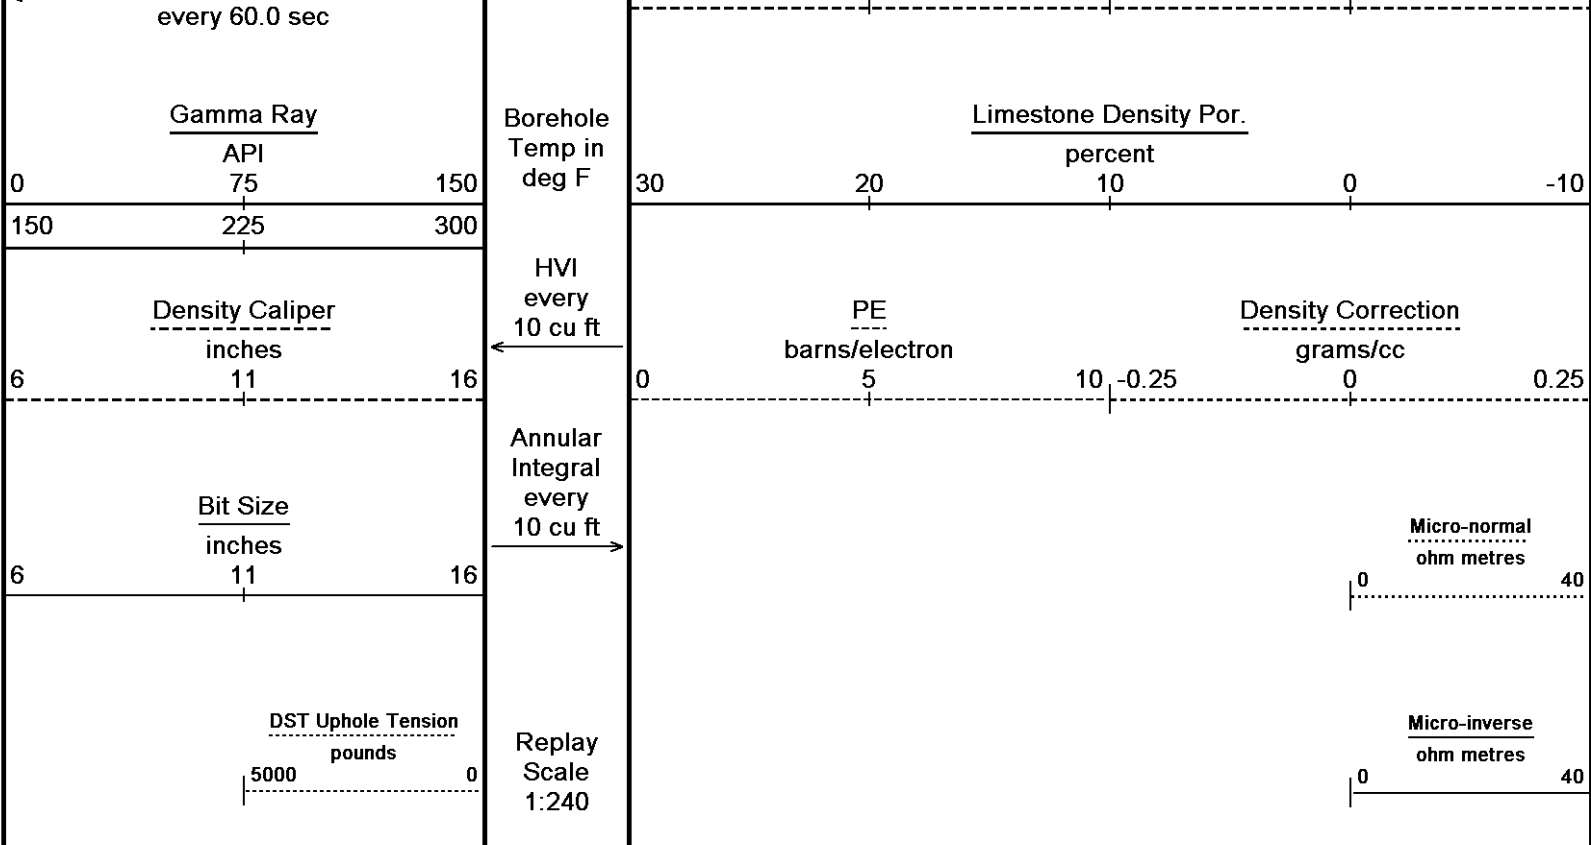 every 60.0 sec
Gamma Ray
API
0 75 150
150 225 300
Density Caliper
inches
6 11 16
Bit Size
inches
6 11 16
DST Uphole Tension
pounds
5000 0
Borehole
Temp in
deg F
HVI
every
10 cu ft
Annular
Integral
every
10 cu ft
Replay
Scale
1:240
Limestone Density Por.
percent
30 20 10 0 -10
PE
barns/electron
0 5 10
Density Correction
grams/cc
-0.25 0 0.25
Micro-normal
ohm metres
0 40
Micro-inverse
ohm metres
0 40